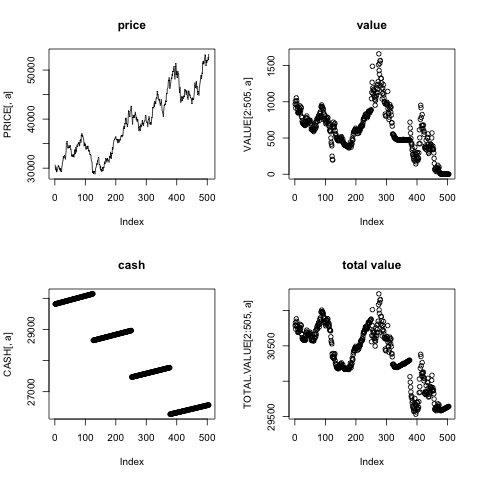 price
PRICE[, a]
30000 40000 50000
0 100 200 300 400 500
Index
value
VALUE[2:505, a]
0 500 1000 1500
0 100 200 300 400 500
Index
cash
CASH[, a]
27000 29000
0 100 200 300 400 500
Index
total value
TOTAL.VALUE[2:505, a]
29500 30500
0 100 200 300 400 500
Index